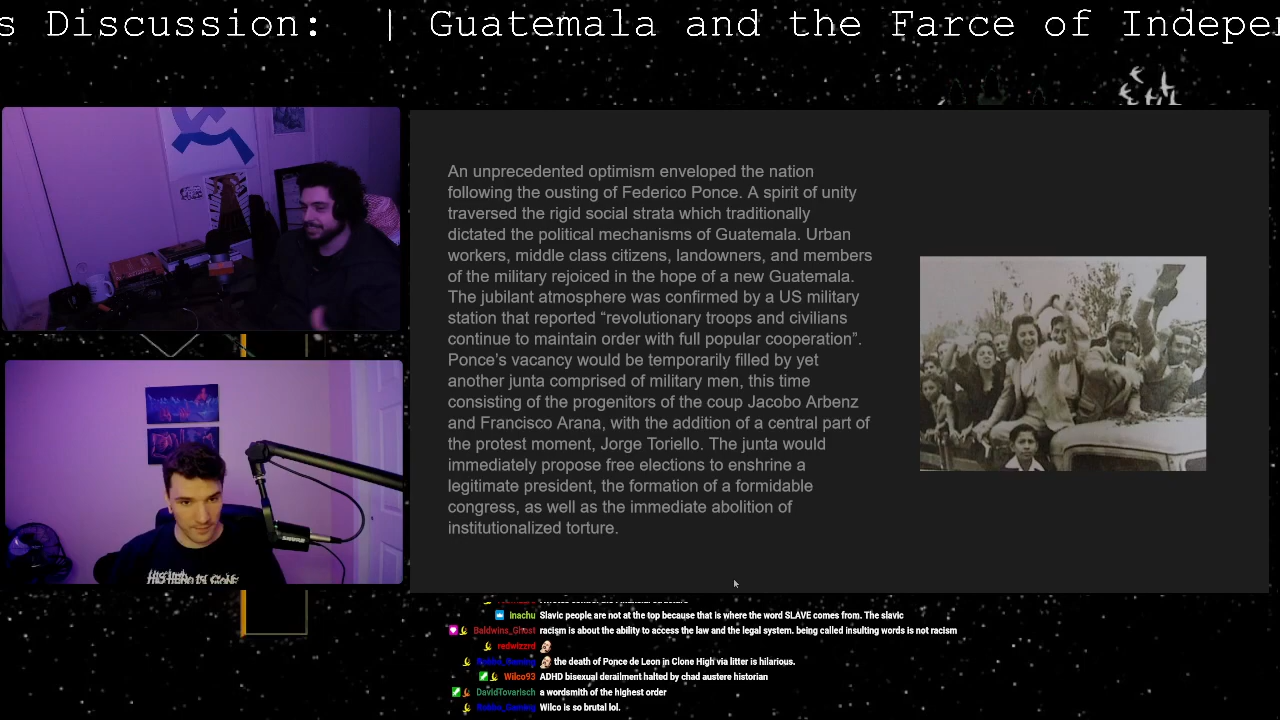 s Discussion:  | Guatemala and the Farce of Indepe
An unprecedented optimism enveloped the nation
following the ousting of Federico Ponce. A spirit of unity
traversed the rigid social strata which traditionally
dictated the political mechanisms of Guatemala. Urban
workers, middle class citizens, landowners, and members
of the military rejoiced in the hope of a new Guatemala.
The jubilant atmosphere was confirmed by a US military
station that reported “revolutionary troops and civilians
continue to maintain order with full popular cooperation”.
Ponce's vacancy would be temporarily filled by yet
another junta comprised of military men, this time
consisting of the progenitors of the coup Jacobo Arbenz
and Francisco Arana, with the addition of a central part of
the protest moment, Jorge Toriello. The junta would
immediately propose free elections to enshrine a
legitimate president, the formation of a formidable
congress, as well as the immediate abolition of
institutionalized torture.
Inachu Slavic people are not at the top because that is where the word SLAVE comes from. The slavic
Baldwins_Ghost racism is about the ability to access the law and the legal system. being called insulting words is not racism
redwizzrd
the death of Ponce de Leon in Clone High via litter is hilarious.
Wilco93 ADHD bisexual derailment halted by chad austere historian
DavidTovarisch a wordsmith of the highest order
Wilco is so brutal lol.